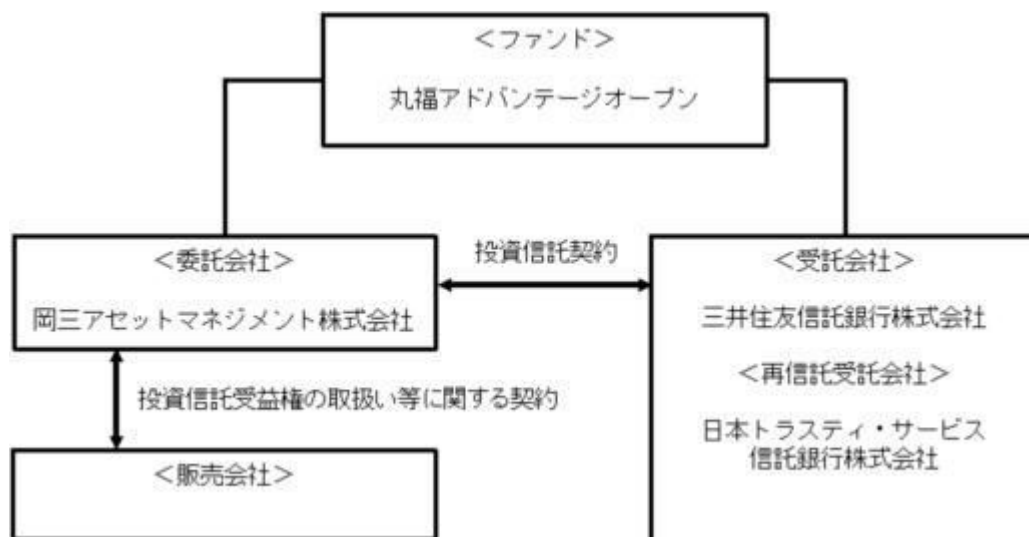 ＜ファンド＞
丸福アドバンテージオープン
＜委託会社＞
岡三アセットマネジメント株式会社
投資信託契約
＜受託会社＞
三井住友信託銀行株式会社
＜再信託受託会社＞
日本トラスティ・サービス
信託銀行株式会社
投資信託受益権の取扱い等に関する契約
＜販売会社＞